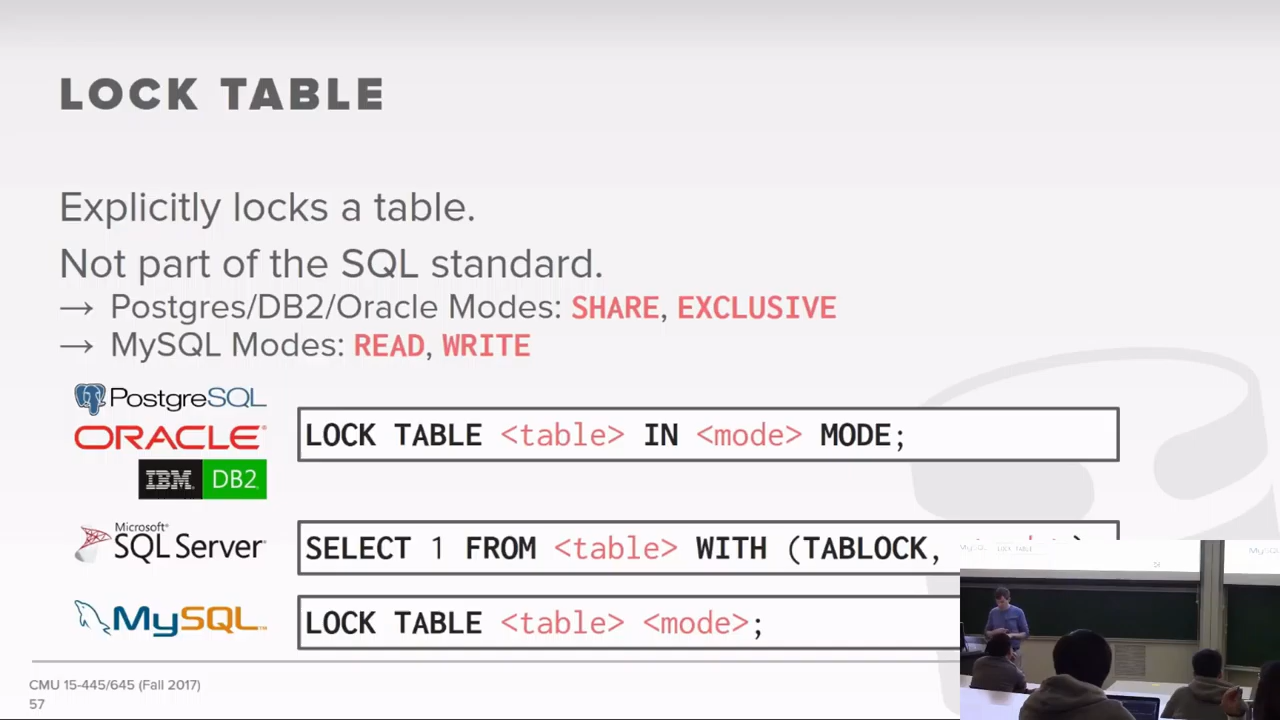 LOCK TABLE
Explicitly locks a table.
Not part of the SQL standard.
→ Postgres/DB2/Oracle Modes: SHARE, EXCLUSIVE
→ MySQL Modes: READ, WRITE
PostgreSQL
ORACLE
IBM DB2
LOCK TABLE <table> IN <mode> MODE;
Microsoft
SQL Server
SELECT 1 FROM <table> WITH (TABLOCK,
MySQL
LOCK TABLE <table> <mode>;
CMU 15-445/645 (Fall 2017)
57